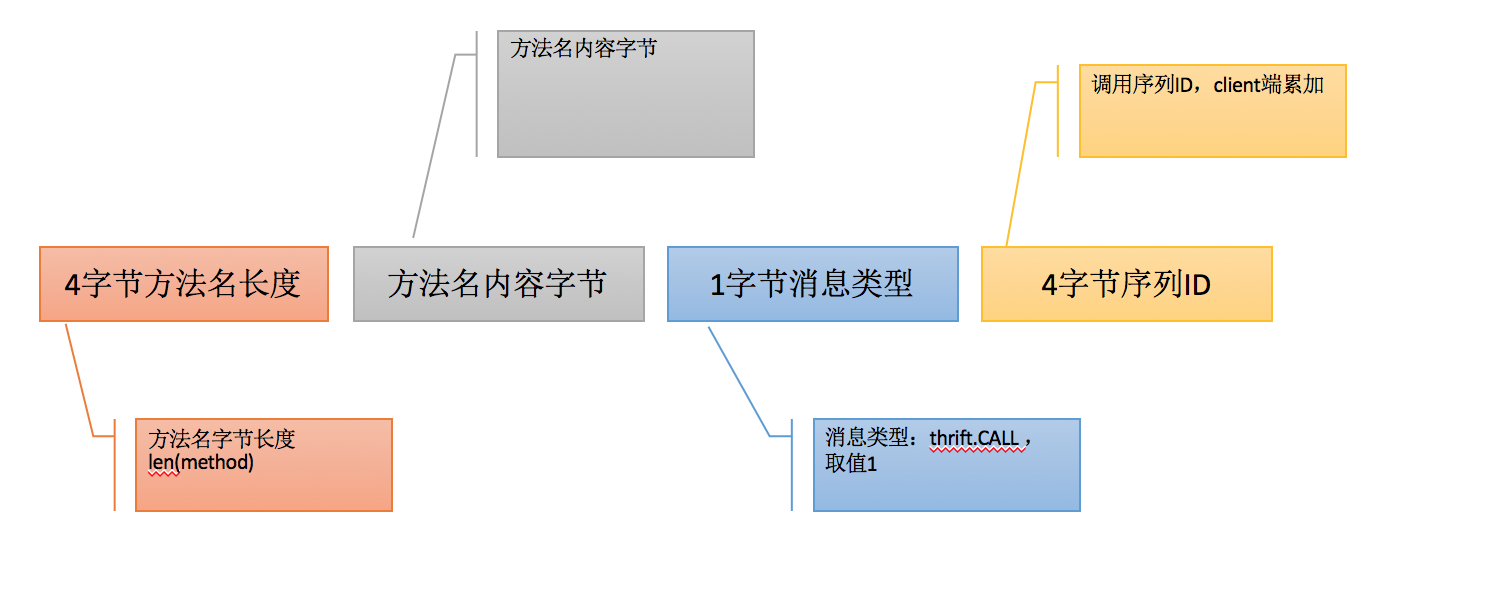 方法名内容字节
调用序列ID，client端累加
4字节方法名长度
方法名内容字节
1字节消息类型
4字节序列ID
方法名字节长度
len(method)
消息类型：thrift.CALL，
取值1